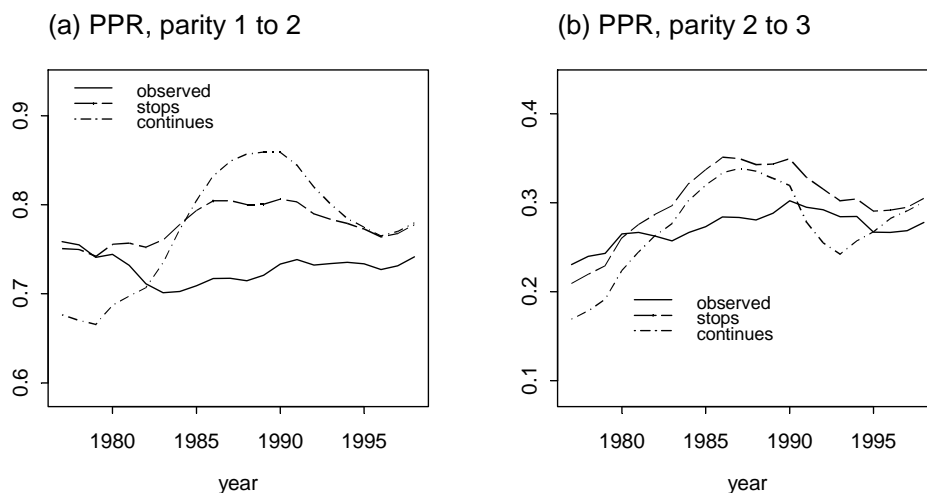 (a) PPR, parity 1 to 2
0.9
0.8
0.7
0.6
observed
stops
continues
1980 1985 1990 1995
year
(b) PPR, parity 2 to 3
0.4
0.3
0.2
0.1
observed
stops
continues
1980 1985 1990 1995
year